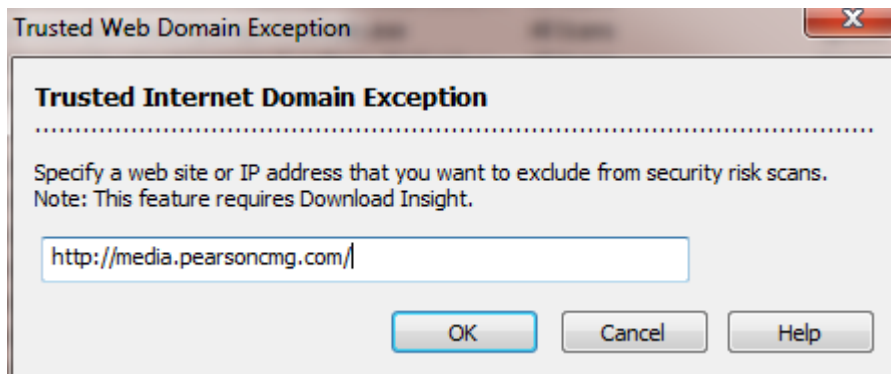 Trusted Web Domain Exception
Trusted Internet Domain Exception
Specify a web site or IP address that you want to exclude from security risk scans.
Note: This feature requires Download Insight.
http://media.pearsoncmg.com/
OK Cancel Help